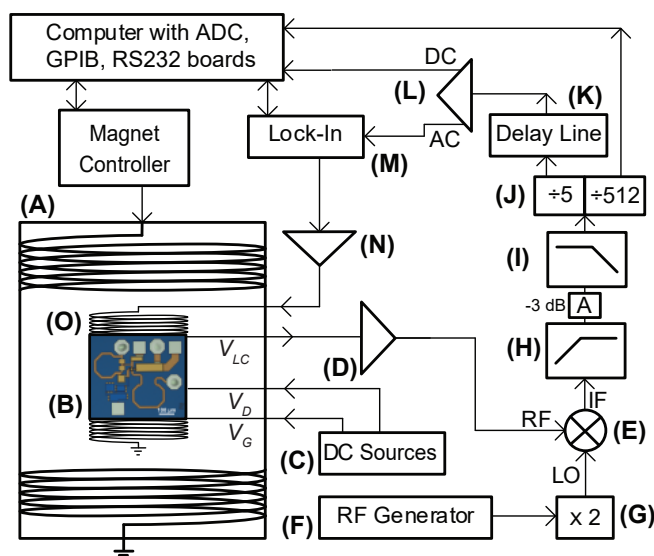 Computer with ADC,
GPIB, RS232 boards
DC
(L)
(K)
Magnet
Controller
Lock-In
AC
(M)
Delay Line
(A)
(J)
÷5
÷512
(N)
(I)
-3 dB
A
(O)
V_LC
(D)
(H)
(B)
V_D
V_G
RF
IF
(E)
(C)
DC Sources
LO
(F)
RF Generator
x 2
(G)